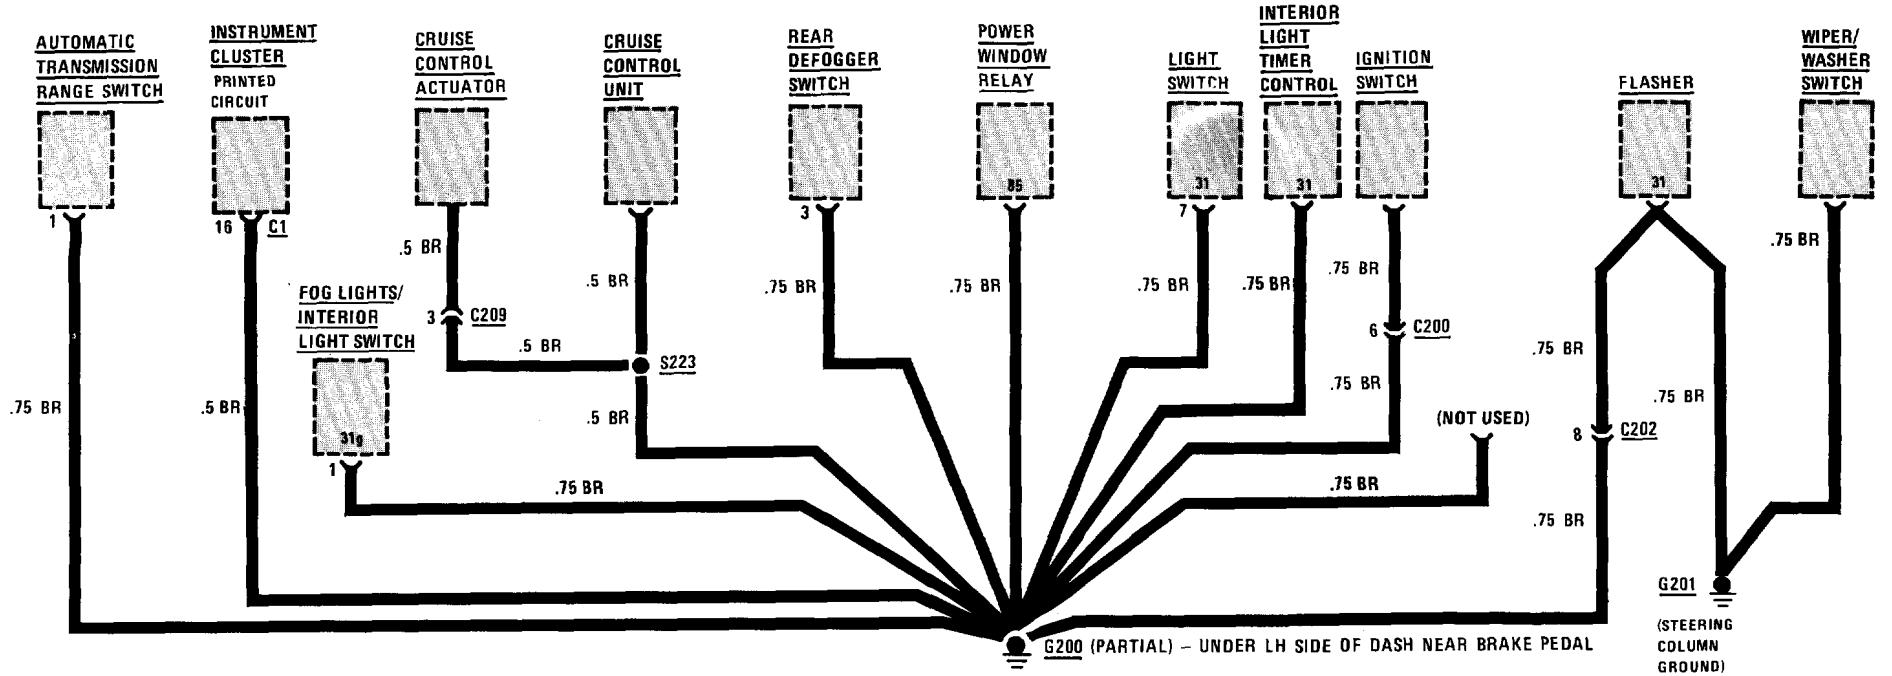 AUTOMATIC
TRANSMISSION
RANGE SWITCH
1
.75 BR
INSTRUMENT
CLUSTER
PRINTED
CIRCUIT
16
C1
.5 BR
FOG LIGHTS/
INTERIOR
LIGHT SWITCH
31g
1
.75 BR
CRUISE
CONTROL
ACTUATOR
.5 BR
3
C209
.5 BR
CRUISE
CONTROL
UNIT
.5 BR
S223
.5 BR
REAR
DEFOGGER
SWITCH
3
.75 BR
POWER
WINDOW
RELAY
85
.75 BR
LIGHT
SWITCH
31
7
.75 BR
INTERIOR
LIGHT
TIMER
CONTROL
31
.75 BR
IGNITION
SWITCH
.75 BR
6
C200
.75 BR
(NOT USED)
.75 BR
FLASHER
31
.75 BR
8
C202
.75 BR
.75 BR
WIPER/
WASHER
SWITCH
.75 BR
G201
(STEERING
COLUMN
GROUND)
G200 (PARTIAL) – UNDER LH SIDE OF DASH NEAR BRAKE PEDAL